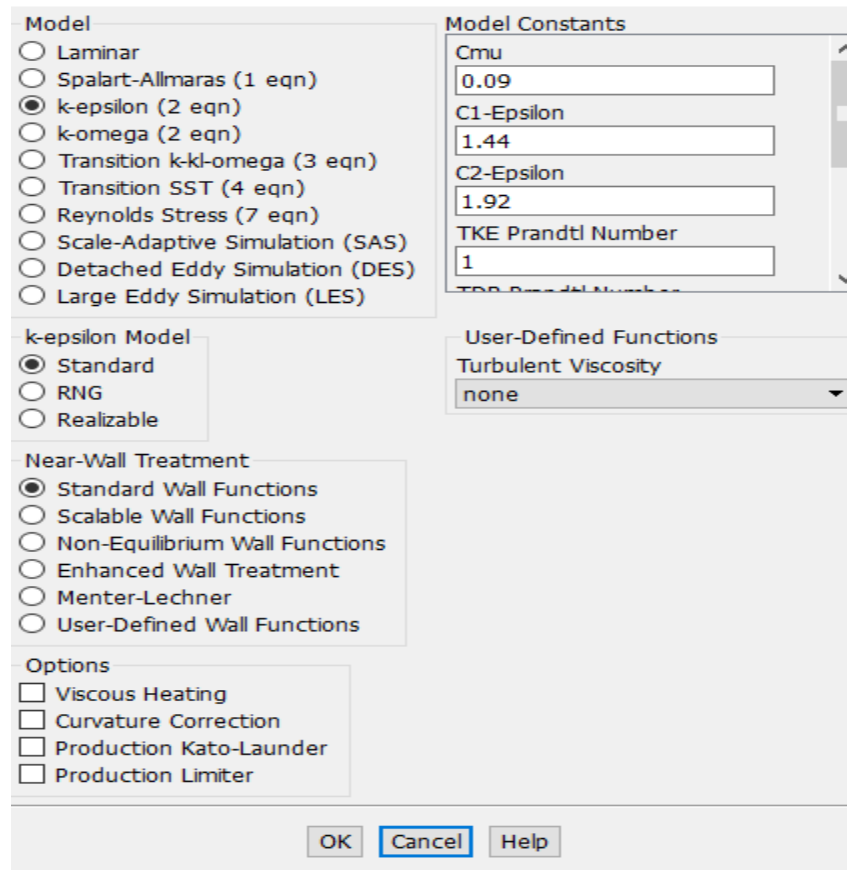 Model
Laminar
Spalart-Allmaras (1 eqn)
k-epsilon (2 eqn)
k-omega (2 eqn)
Transition k-kl-omega (3 eqn)
Transition SST (4 eqn)
Reynolds Stress (7 eqn)
Scale-Adaptive Simulation (SAS)
Detached Eddy Simulation (DES)
Large Eddy Simulation (LES)
Model Constants
Cmu
0.09
C1-Epsilon
1.44
C2-Epsilon
1.92
TKE Prandtl Number
1
TDR Prandtl Number
k-epsilon Model
Standard
RNG
Realizable
User-Defined Functions
Turbulent Viscosity
none
Near-Wall Treatment
Standard Wall Functions
Scalable Wall Functions
Non-Equilibrium Wall Functions
Enhanced Wall Treatment
Menter-Lechner
User-Defined Wall Functions
Options
Viscous Heating
Curvature Correction
Production Kato-Launder
Production Limiter
OK Cancel Help